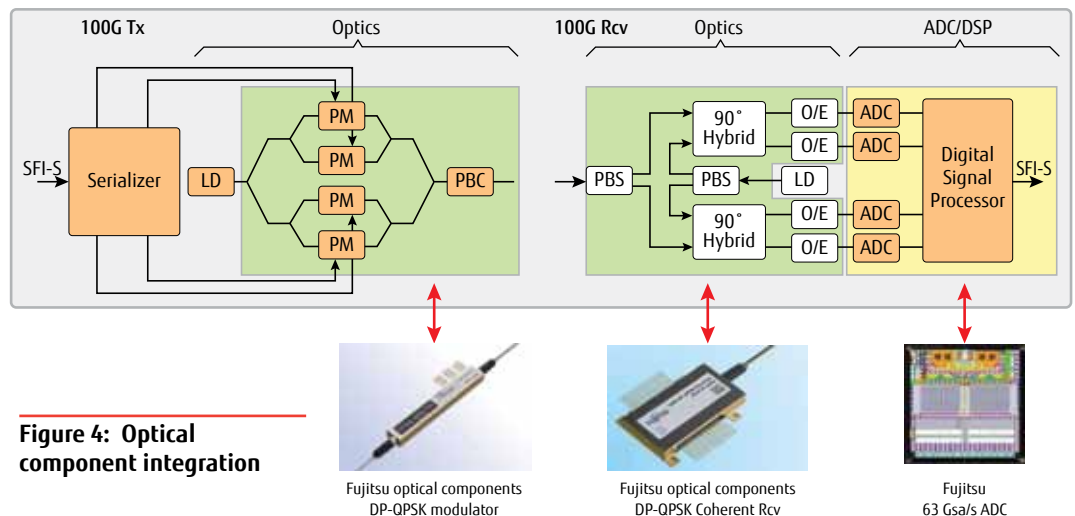 100G Tx
Optics
100G Rcv
Optics
ADC/DSP
SFI-S
Serializer
LD
PM
PM
PM
PM
PBC
PBS
90˚
Hybrid
90˚
Hybrid
PBS
LD
O/E
O/E
O/E
O/E
ADC
ADC
ADC
ADC
Digital
Signal
Processor
SFI-S
Figure 4: Optical
component integration
Fujitsu optical components
DP-QPSK modulator
Fujitsu optical components
DP-QPSK Coherent Rcv
Fujitsu
63 Gsa/s ADC